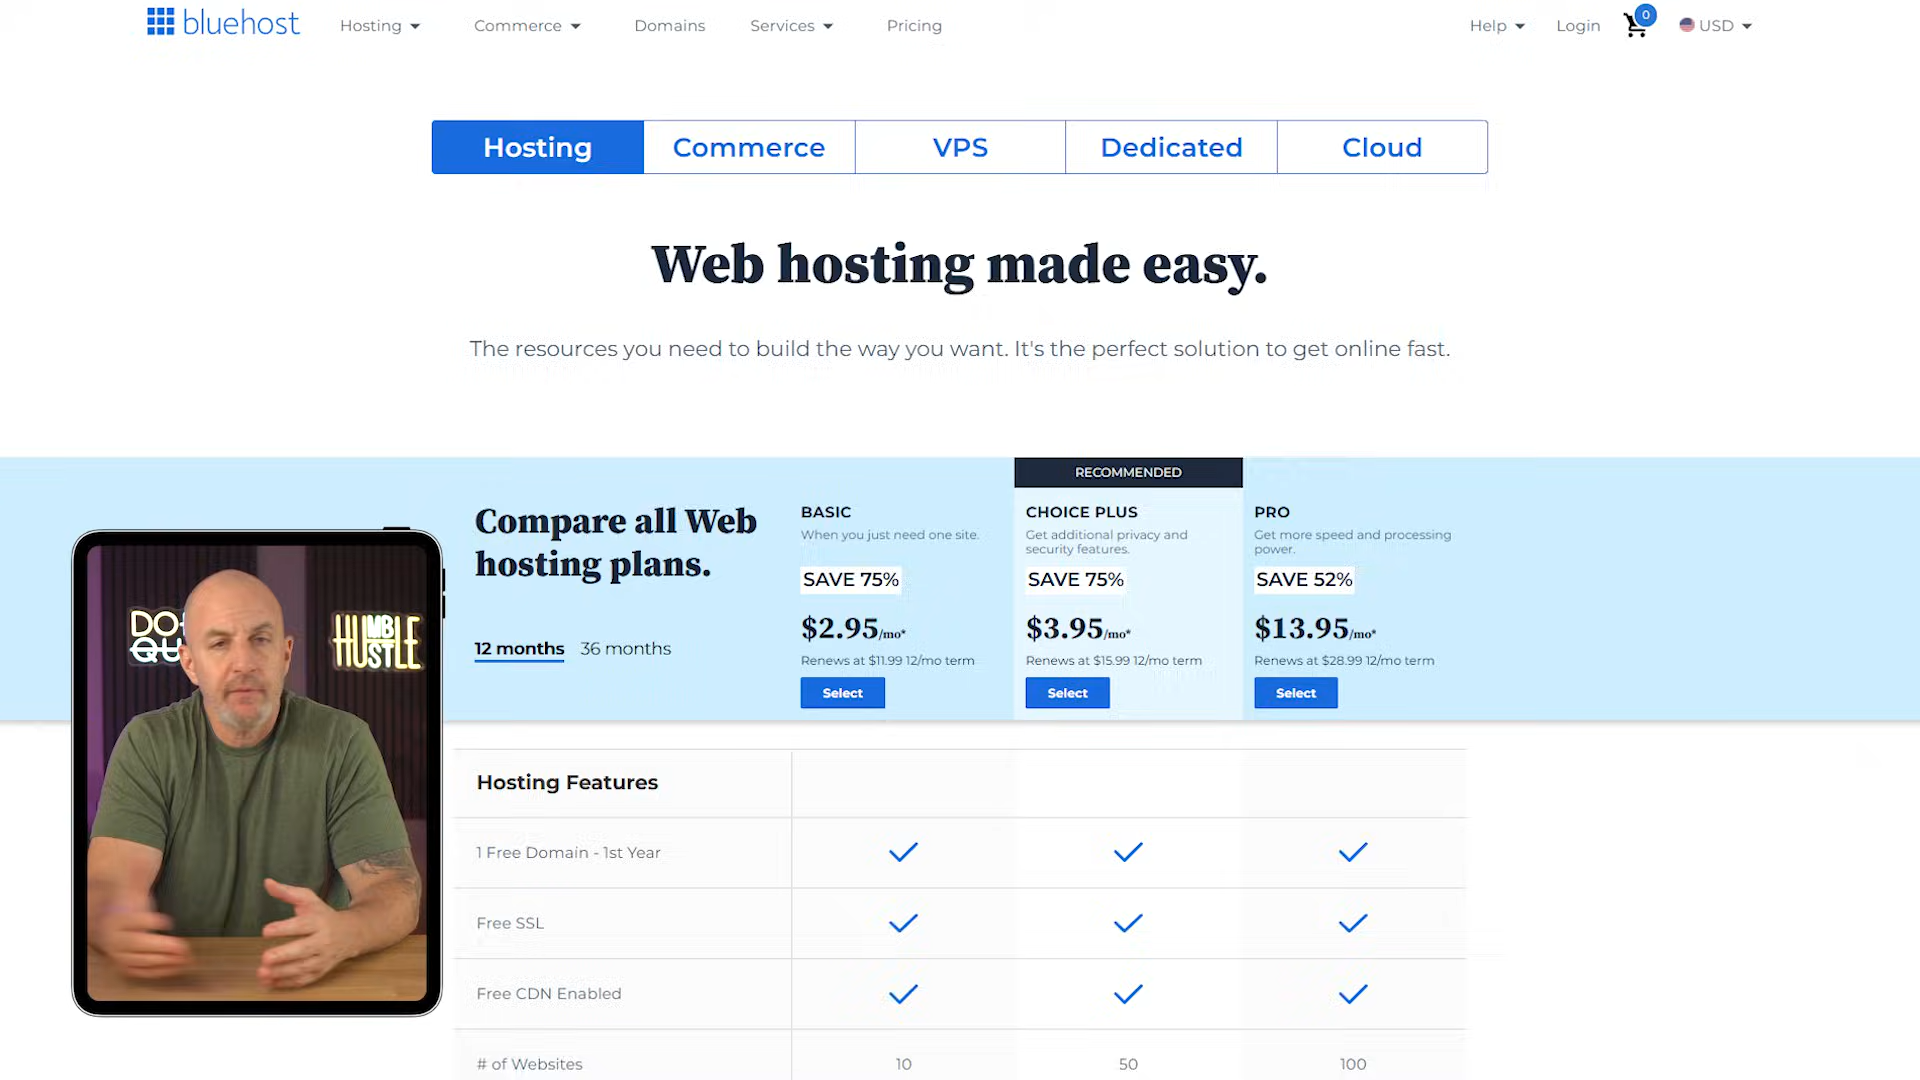 bluehost
Hosting
Commerce
Domains
Services
Pricing
Help
Login
0
USD
Hosting
Commerce
VPS
Dedicated
Cloud
Web hosting made easy.
The resources you need to build the way you want. It's the perfect solution to get online fast.
Compare all Web
hosting plans.
12 months
36 months
BASIC
When you just need one site.
SAVE 75%
$2.95/mo*
Renews at $11.99 12/mo term
Select
RECOMMENDED
CHOICE PLUS
Get additional privacy and
security features.
SAVE 75%
$3.95/mo*
Renews at $15.99 12/mo term
Select
PRO
Get more speed and processing
power.
SAVE 52%
$13.95/mo*
Renews at $28.99 12/mo term
Select
HUMBLE
HUSTLE
Hosting Features
1 Free Domain - 1st Year
Free SSL
Free CDN Enabled
# of Websites
10
50
100